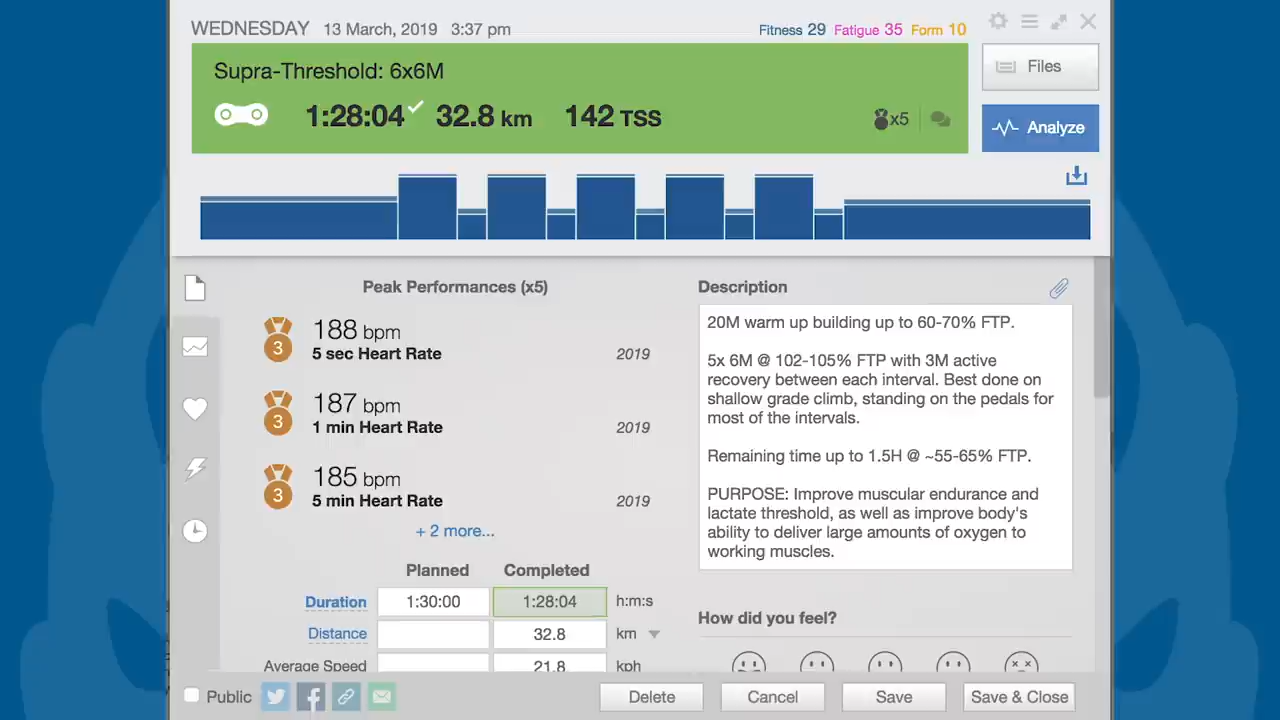 WEDNESDAY 13 March, 2019 3:37 pm
Fitness 29 Fatigue 35 Form 10
Supra-Threshold: 6x6M
1:28:04 32.8 km 142 TSS
x5
Files
Analyze
Peak Performances (x5)
3 188 bpm
5 sec Heart Rate 2019
3 187 bpm
1 min Heart Rate 2019
3 185 bpm
5 min Heart Rate 2019
+ 2 more...
Planned Completed
Duration 1:30:00 1:28:04 h:m:s
Distance 32.8 km
Average Speed 21.8 kph
Description
20M warm up building up to 60-70% FTP.
5x 6M @ 102-105% FTP with 3M active
recovery between each interval. Best done on
shallow grade climb, standing on the pedals for
most of the intervals.
Remaining time up to 1.5H @ ~55-65% FTP.
PURPOSE: Improve muscular endurance and
lactate threshold, as well as improve body's
ability to deliver large amounts of oxygen to
working muscles.
How did you feel?
Public
Delete Cancel Save Save & Close